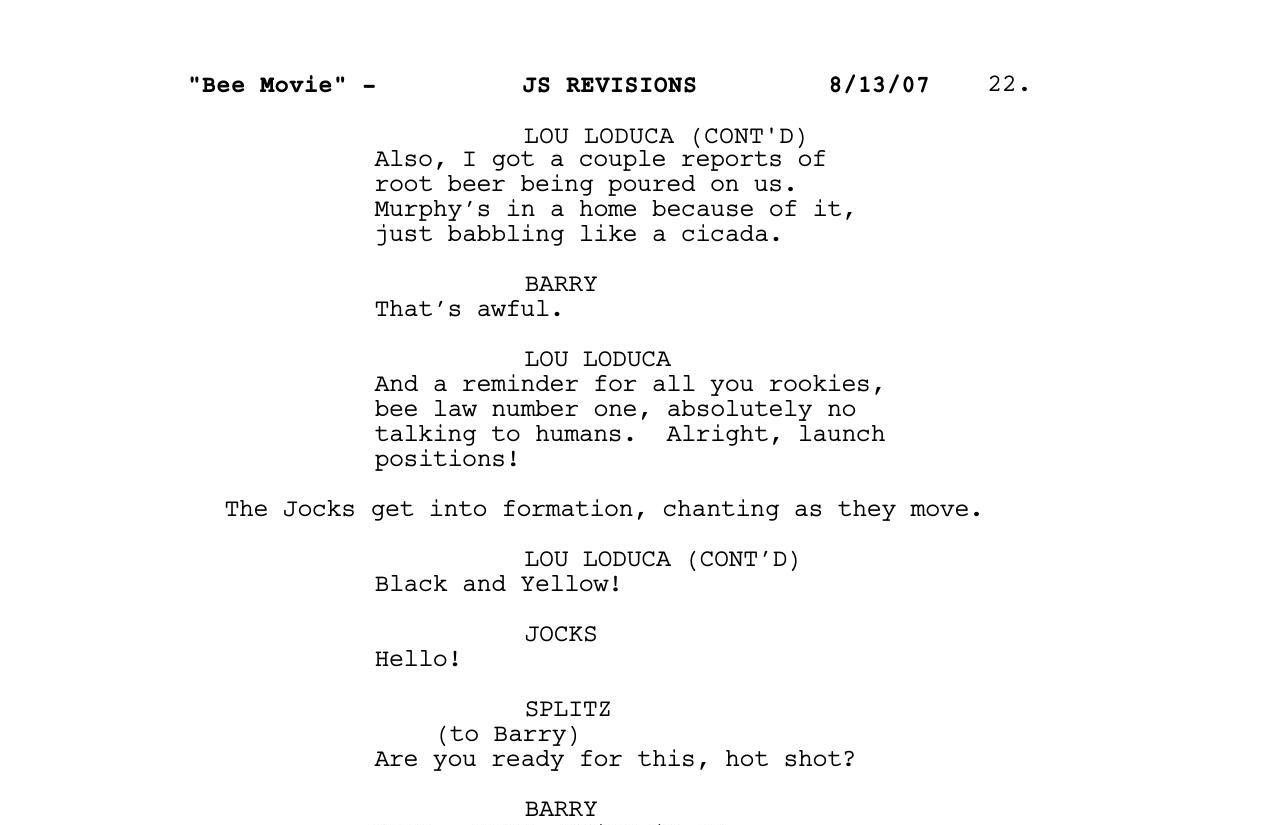 "Bee Movie" - JS REVISIONS 8/13/07 22.
LOU LODUCA (CONT'D)
Also, I got a couple reports of
root beer being poured on us.
Murphy’s in a home because of it,
just babbling like a cicada.
BARRY
That’s awful.
LOU LODUCA
And a reminder for all you rookies,
bee law number one, absolutely no
talking to humans.  Alright, launch
positions!
The Jocks get into formation, chanting as they move.
LOU LODUCA (CONT’D)
Black and Yellow!
JOCKS
Hello!
SPLITZ
(to Barry)
Are you ready for this, hot shot?
BARRY